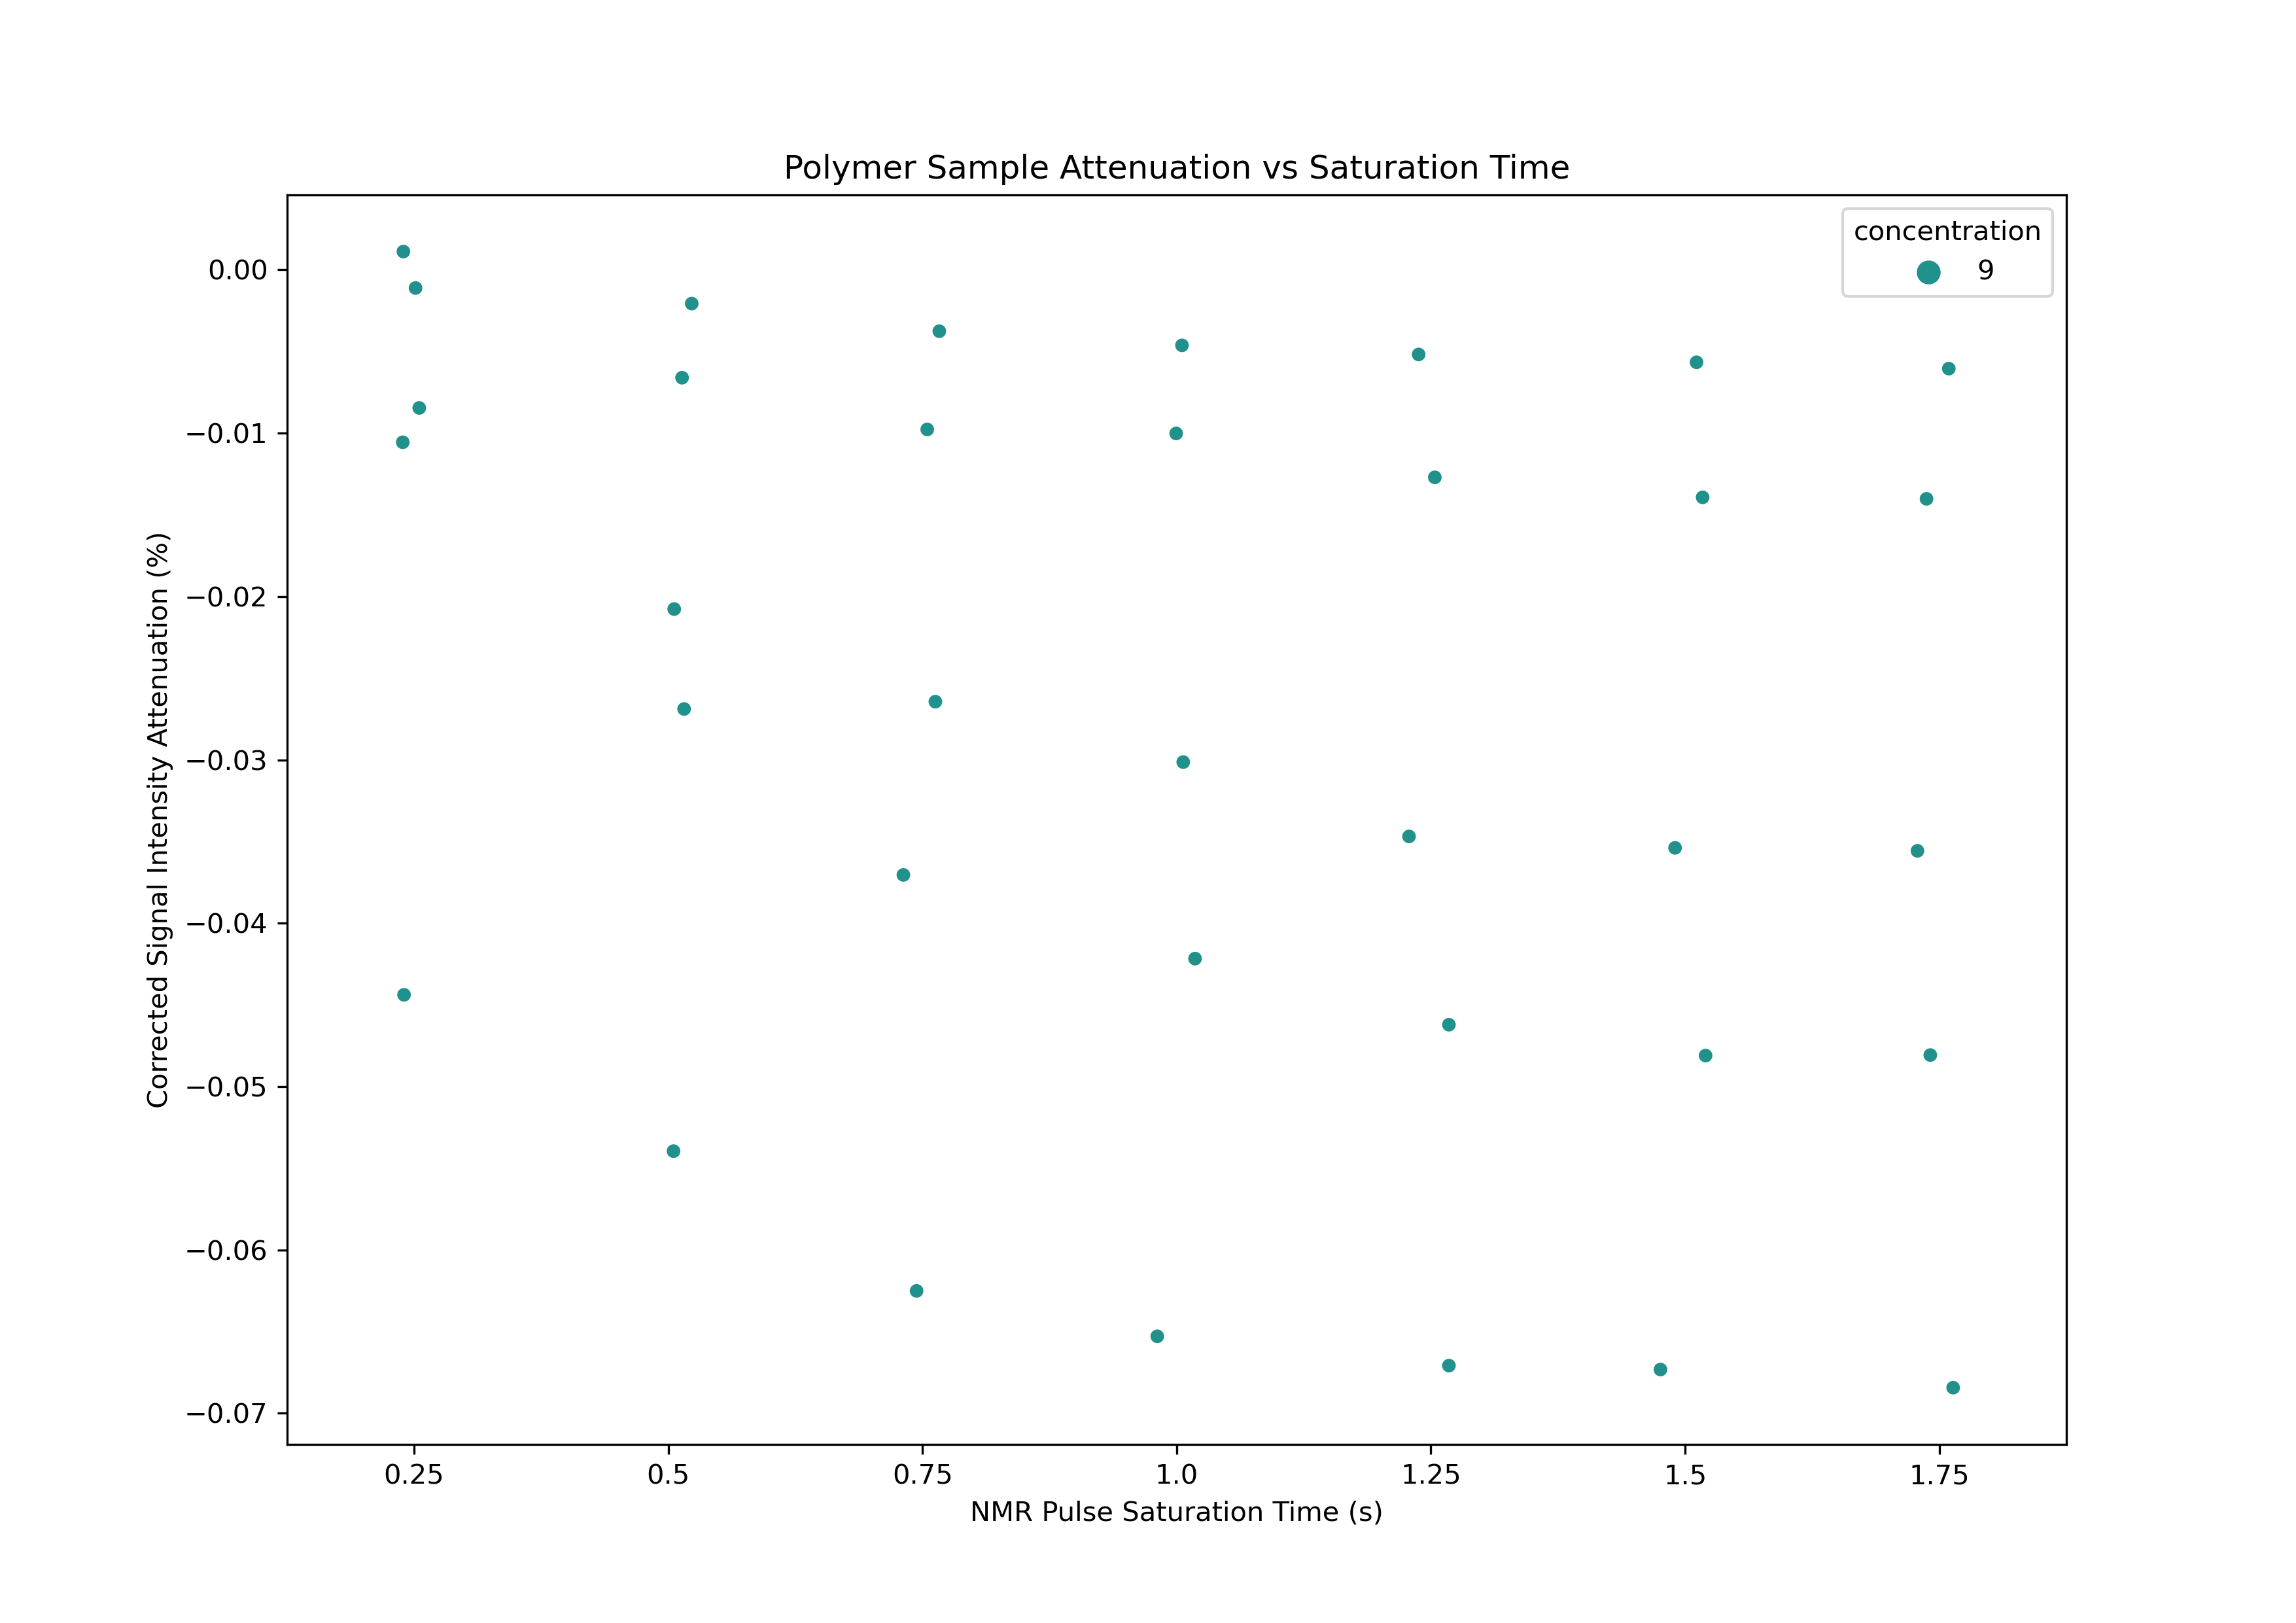 Polymer Sample Attenuation vs Saturation Time
concentration
9
0.00
−0.01
−0.02
−0.03
−0.04
−0.05
−0.06
−0.07
Corrected Signal Intensity Attenuation (%)
0.25 0.5 0.75 1.0 1.25 1.5 1.75
NMR Pulse Saturation Time (s)